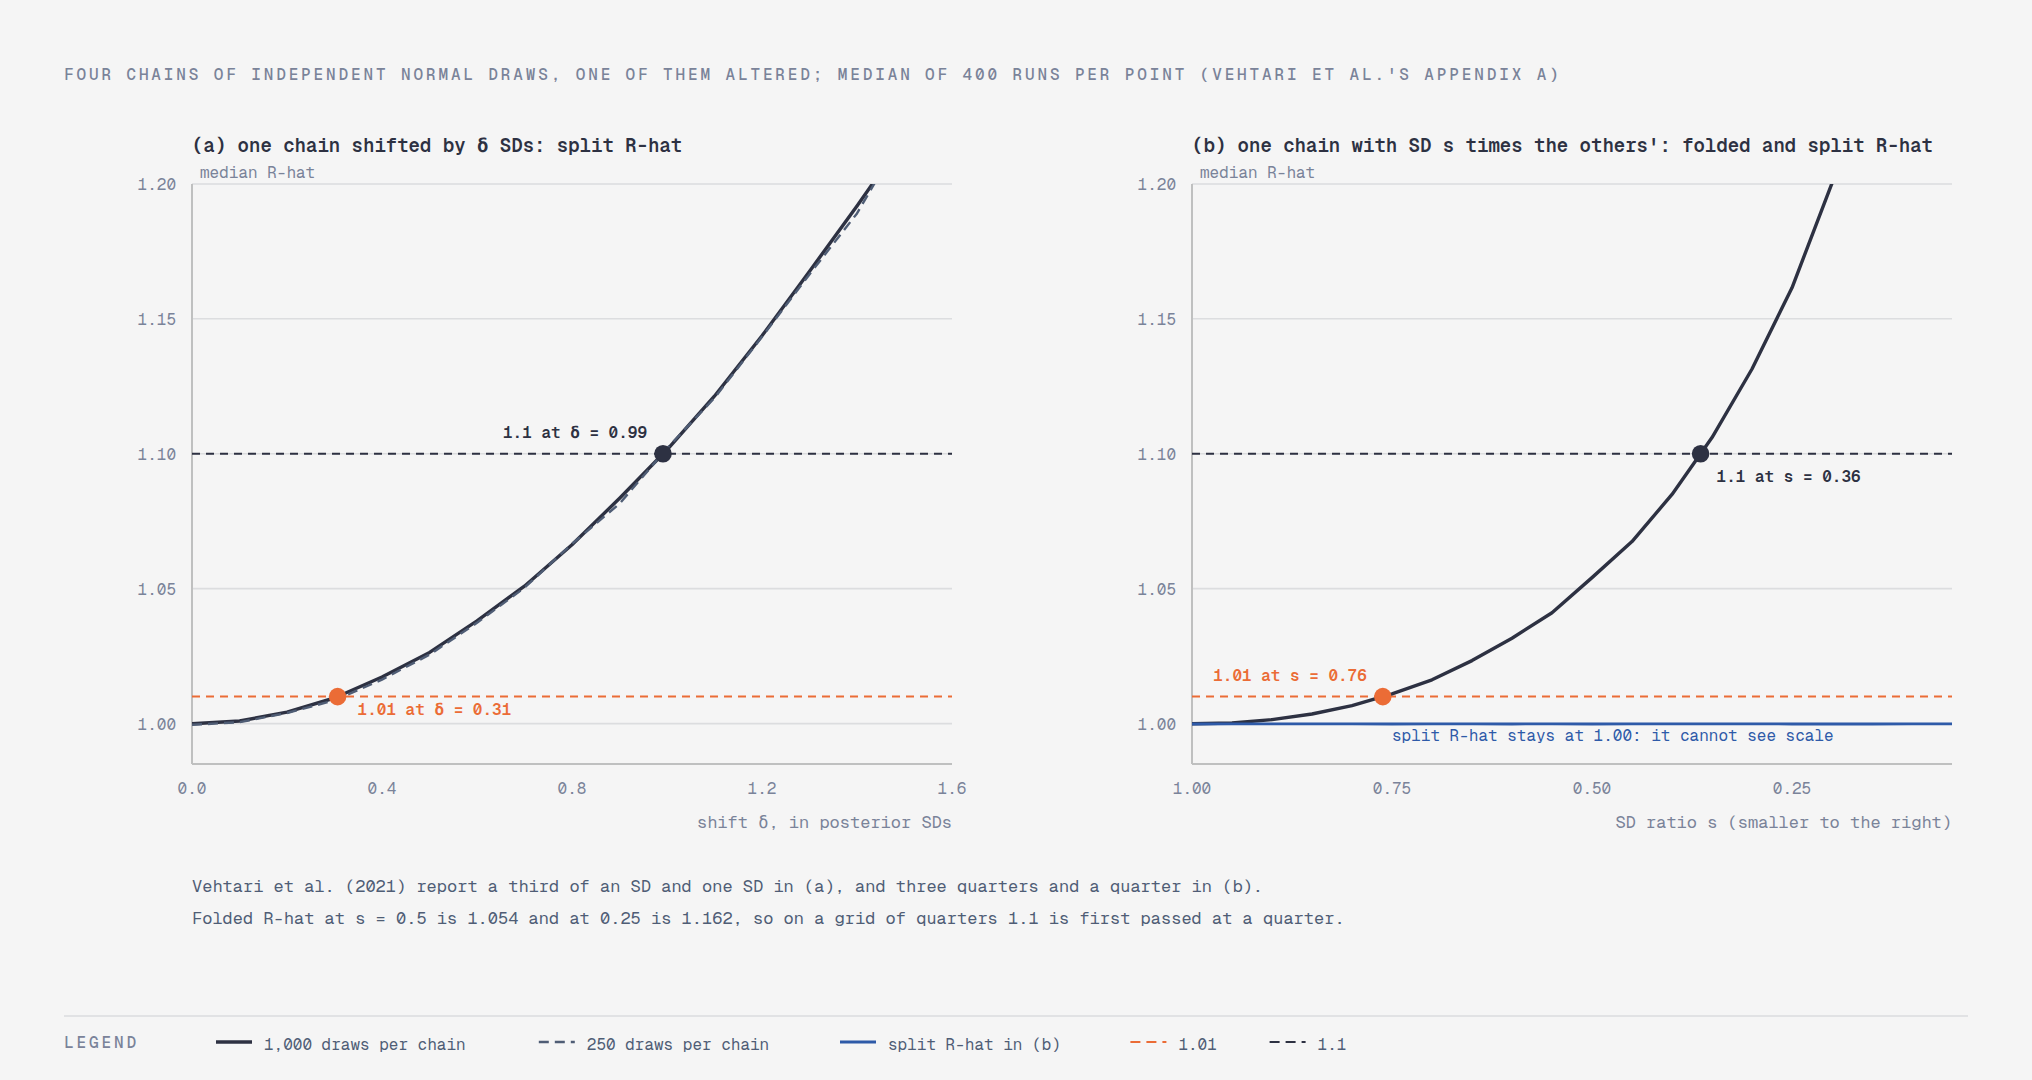 FOUR CHAINS OF INDEPENDENT NORMAL DRAWS, ONE OF THEM ALTERED; MEDIAN OF 400 RUNS PER POINT (VEHTARI ET AL.'S APPENDIX A)
(a) one chain shifted by δ SDs: split R-hat
median R-hat
1.20
1.15
1.10
1.05
1.00
1.1 at δ = 0.99
1.01 at δ = 0.31
0.0
0.4
0.8
1.2
1.6
shift δ, in posterior SDs
(b) one chain with SD s times the others': folded and split R-hat
median R-hat
1.20
1.15
1.10
1.05
1.00
1.1 at s = 0.36
1.01 at s = 0.76
split R-hat stays at 1.00: it cannot see scale
1.00
0.75
0.50
0.25
SD ratio s (smaller to the right)
Vehtari et al. (2021) report a third of an SD and one SD in (a), and three quarters and a quarter in (b).
Folded R-hat at s = 0.5 is 1.054 and at 0.25 is 1.162, so on a grid of quarters 1.1 is first passed at a quarter.
LEGEND
1,000 draws per chain
250 draws per chain
split R-hat in (b)
1.01
1.1